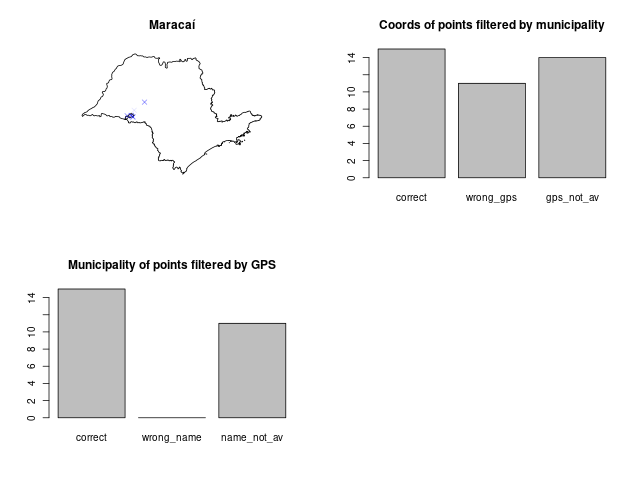 Maracaí
Coords of points filtered by municipality
0 2 4 6 8 10 14
correct wrong_gps gps_not_av
Municipality of points filtered by GPS
0 2 4 6 8 10 14
correct wrong_name name_not_av